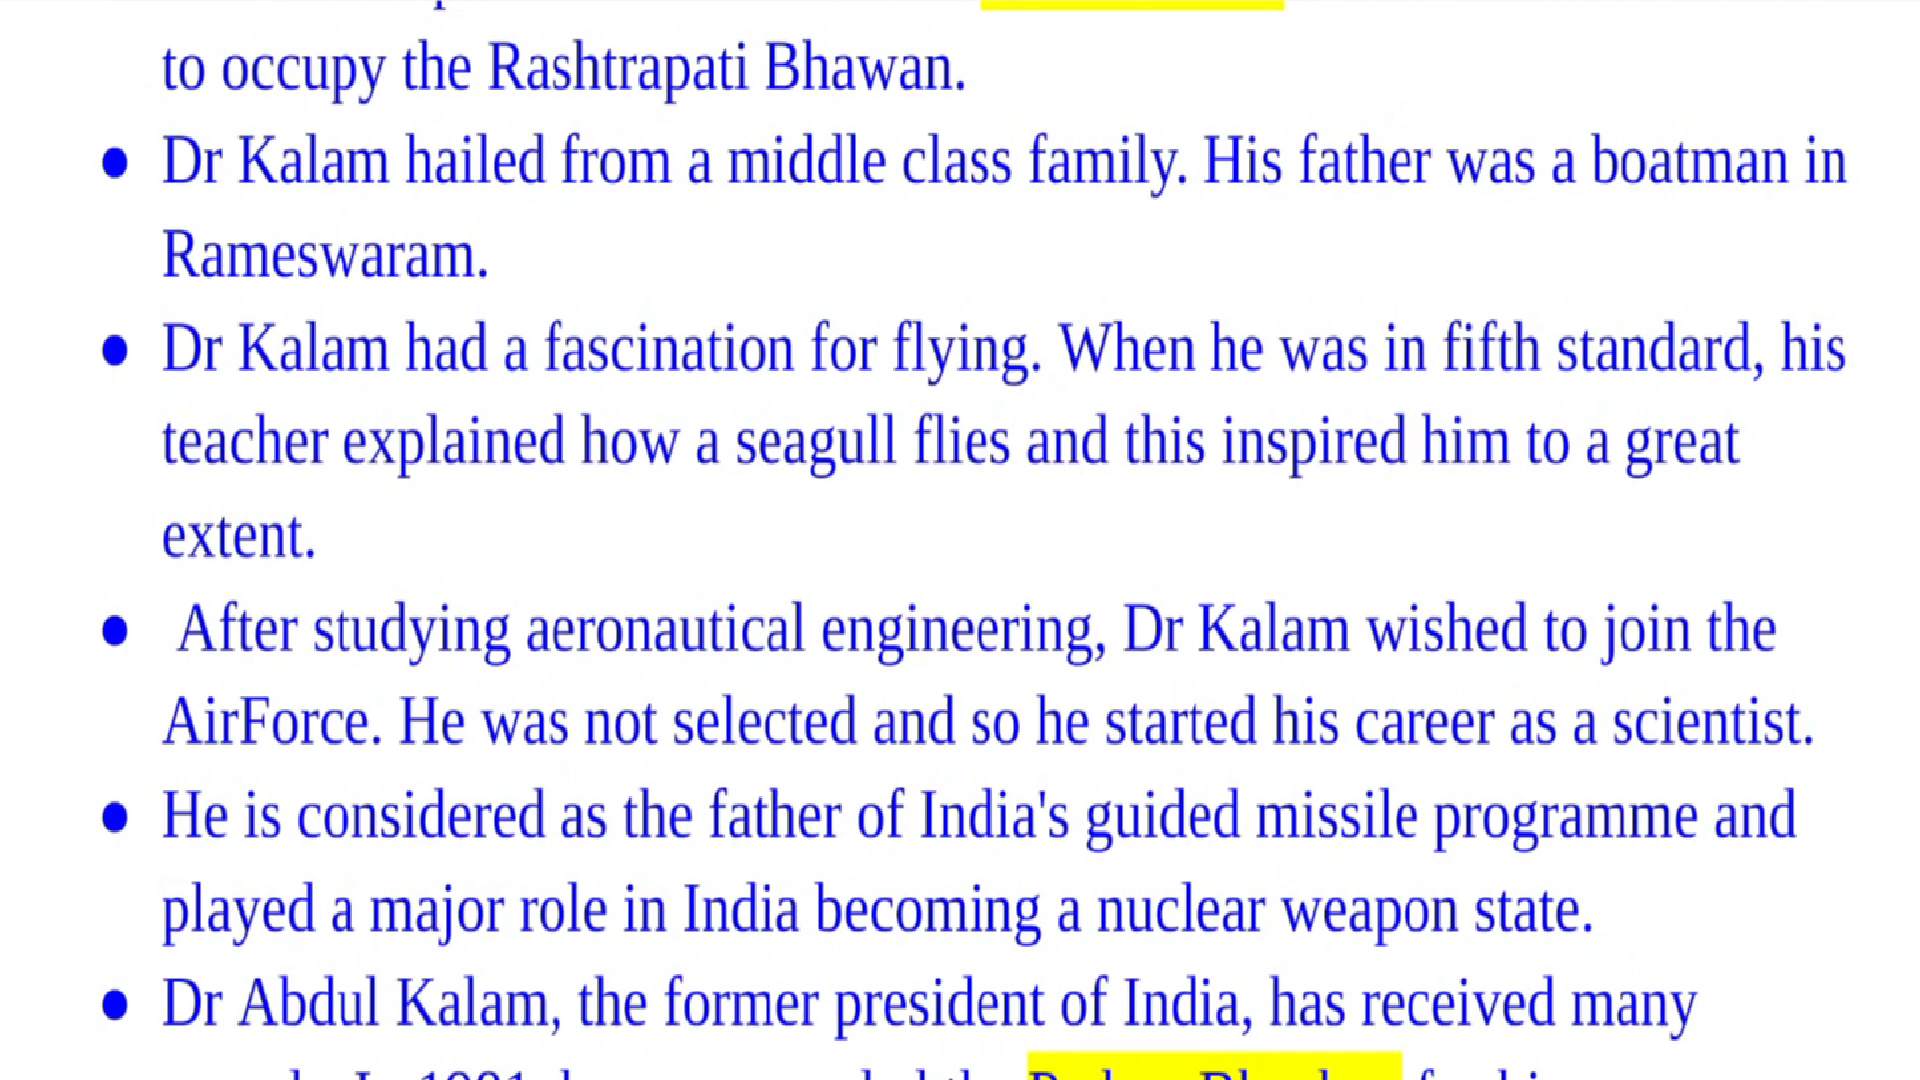 to occupy the Rashtrapati Bhawan.
● Dr Kalam hailed from a middle class family. His father was a boatman in
Rameswaram.
● Dr Kalam had a fascination for flying. When he was in fifth standard, his
teacher explained how a seagull flies and this inspired him to a great
extent.
● After studying aeronautical engineering, Dr Kalam wished to join the
AirForce. He was not selected and so he started his career as a scientist.
● He is considered as the father of India's guided missile programme and
played a major role in India becoming a nuclear weapon state.
● Dr Abdul Kalam, the former president of India, has received many